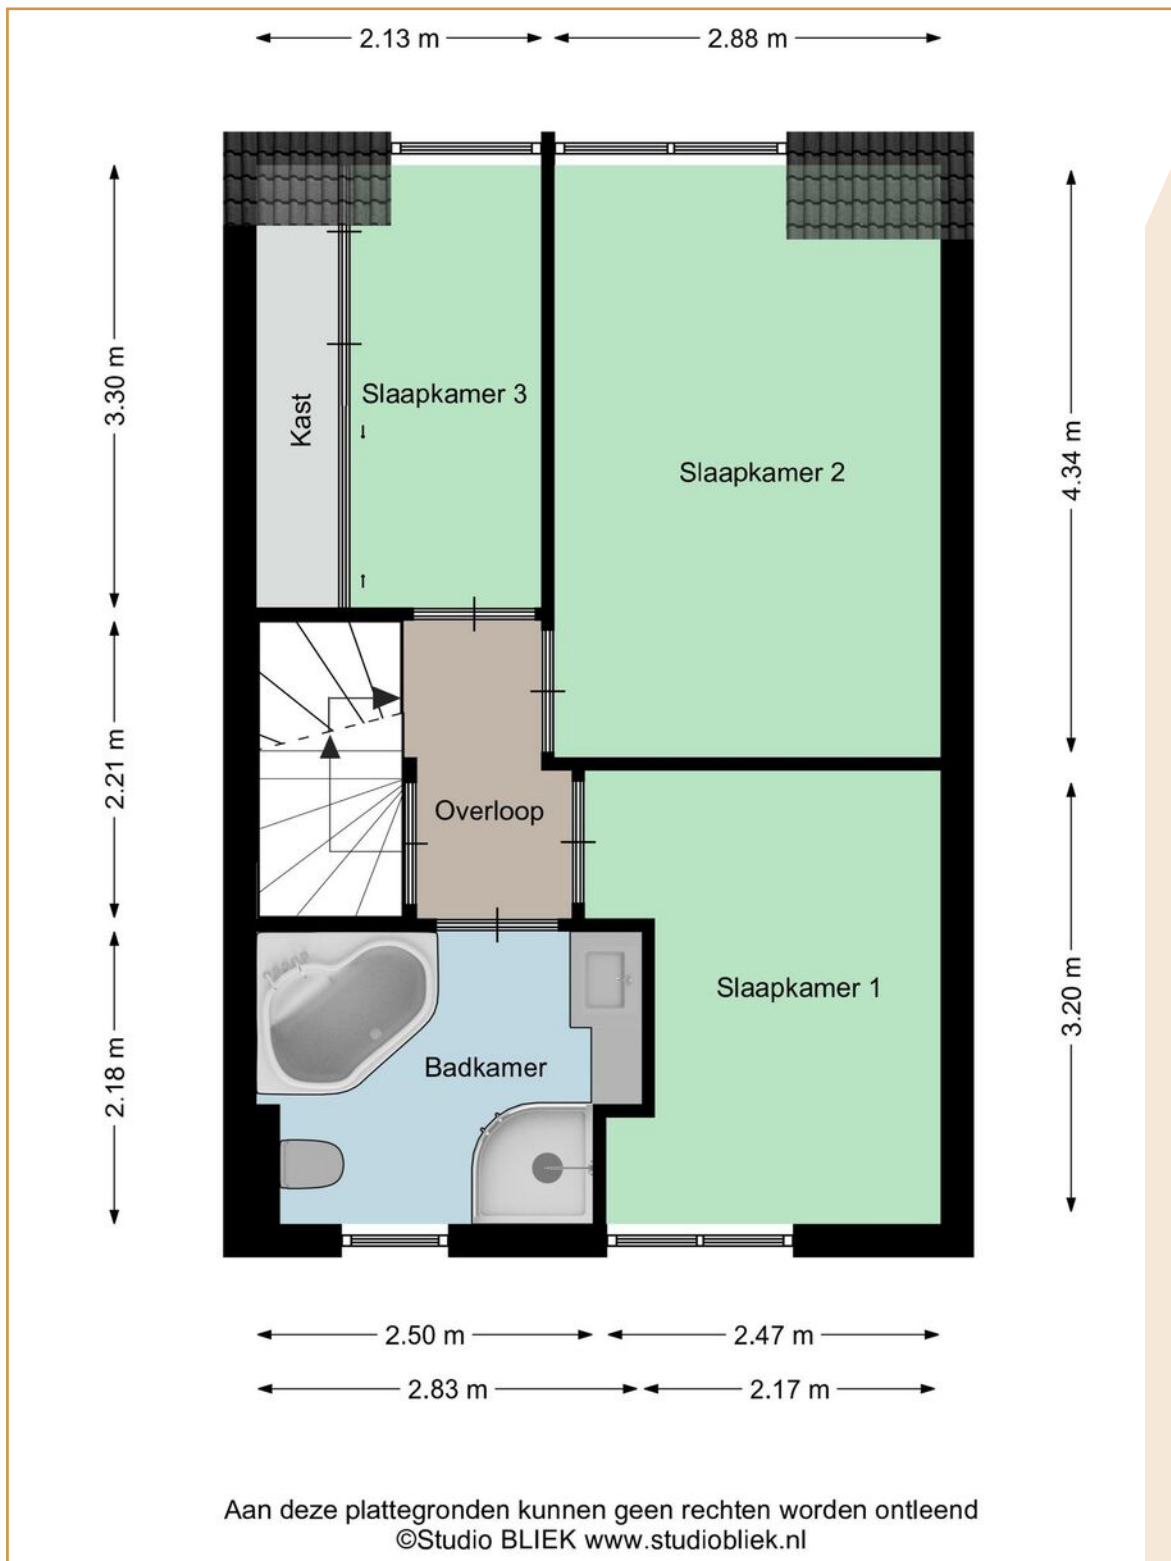 2.13 m
2.88 m
3.30 m
Kast
Slaapkamer 3
Slaapkamer 2
4.34 m
2.21 m
Overloop
Slaapkamer 1
3.20 m
2.18 m
Badkamer
2.50 m
2.47 m
2.83 m
2.17 m
Aan deze plattegronden kunnen geen rechten worden ontleend
©Studio BLIEK www.studiobliek.nl